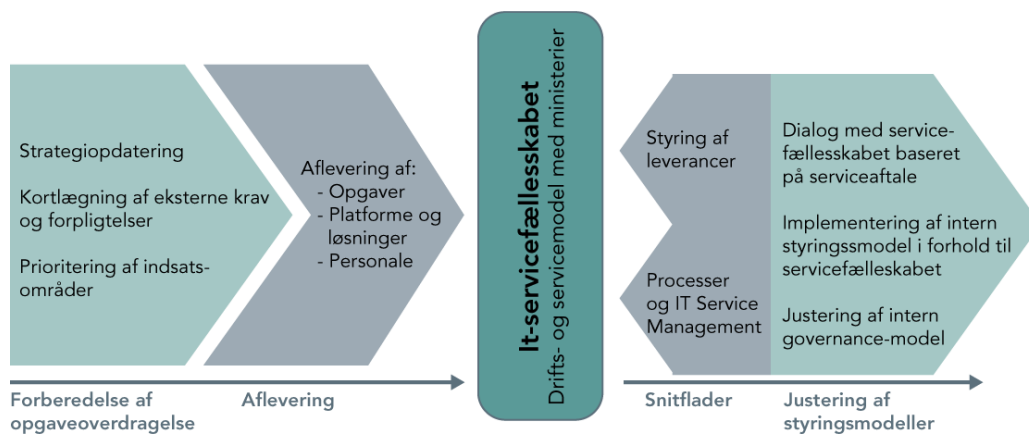 Strategiopdatering
Kortlægning af eksterne krav
og forpligtelser
Prioritering af indsats-
områder
Aflevering af:
- Opgaver
- Platforme og
løsninger
- Personale
It-servicefællesskabet
Drifts- og servicemodel med ministerier
Styring af
leverancer
Processer
og IT Service
Management
Dialog med service-
fællesskabet baseret
på serviceaftale
Implementering af intern
styringssmodel i forhold til
servicefælleskabet
Justering af intern
governance-model
Forberedelse af
opgaveoverdragelse
Aflevering
Snitflader
Justering af
styringsmodeller